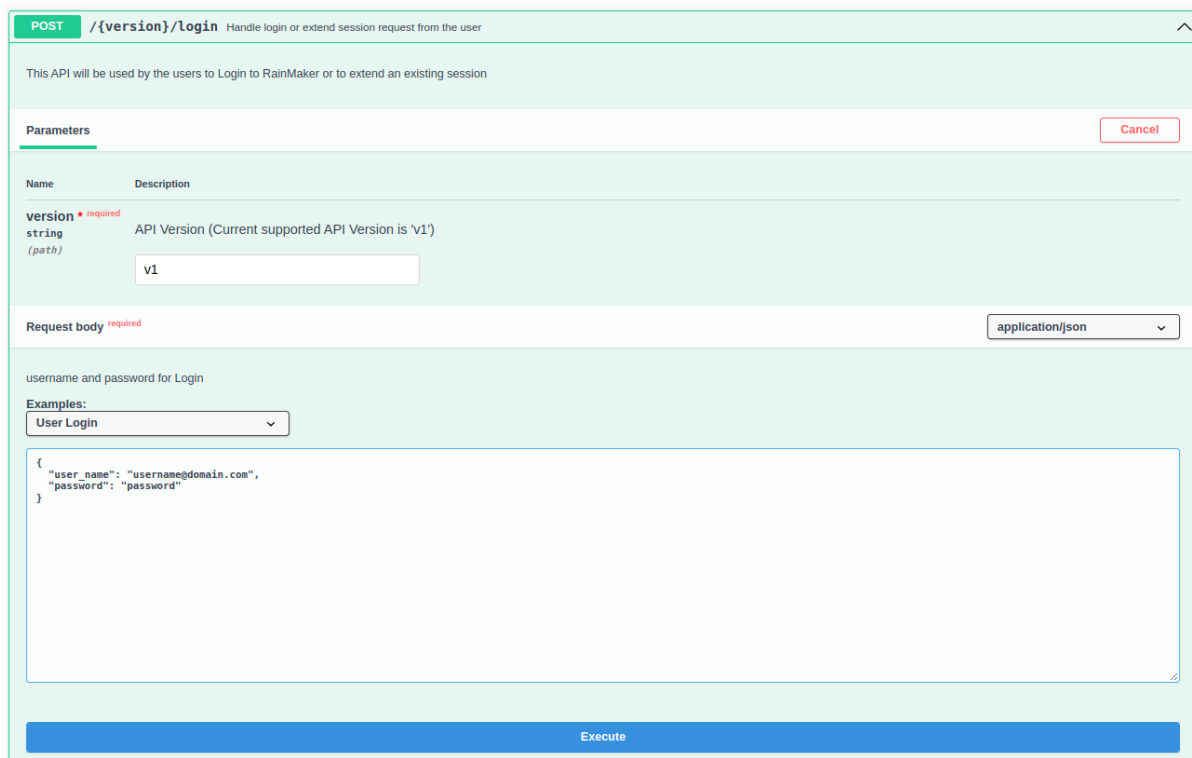 POST /{version}/login Handle login or extend session request from the user
This API will be used by the users to Login to RainMaker or to extend an existing session
Parameters Cancel
Name Description
version * required
string
(path)
API Version (Current supported API Version is 'v1')
v1
Request body required application/json
username and password for Login
Examples:
User Login
{
  "user_name": "username@domain.com",
  "password": "password"
}
Execute